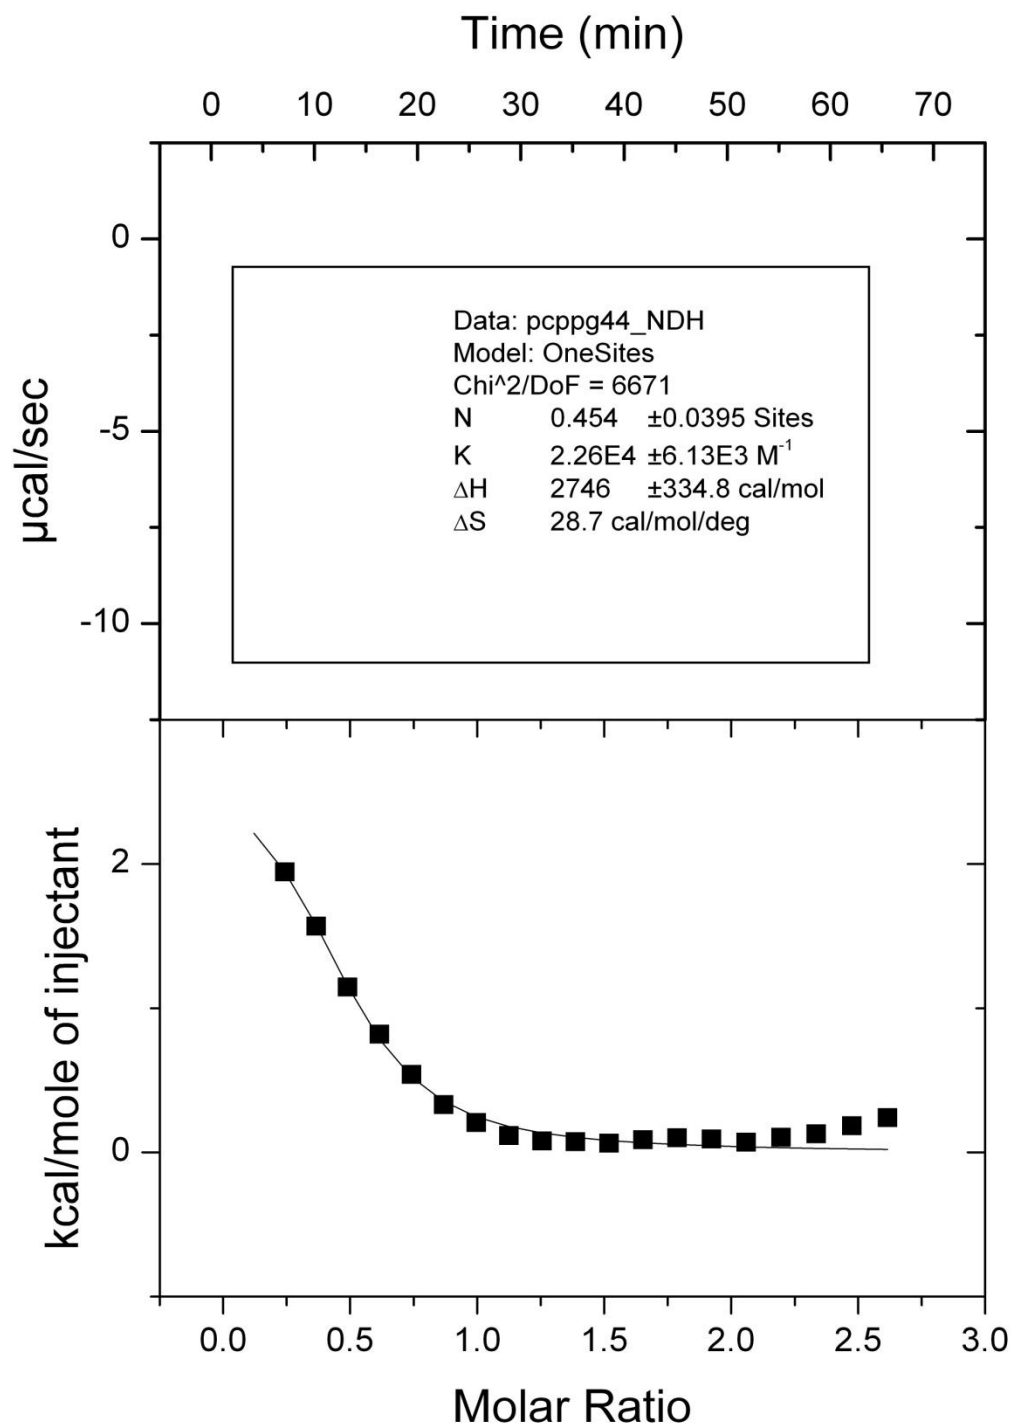 Time (min)
0 10 20 30 40 50 60 70
0
-5
-10
µcal/sec
Data: pcppg44_NDH
Model: OneSites
Chi^2/DoF = 6671
N 0.454 ±0.0395 Sites
K 2.26E4 ±6.13E3 M⁻¹
ΔH 2746 ±334.8 cal/mol
ΔS 28.7 cal/mol/deg
2
0
kcal/mole of injectant
0.0 0.5 1.0 1.5 2.0 2.5 3.0
Molar Ratio